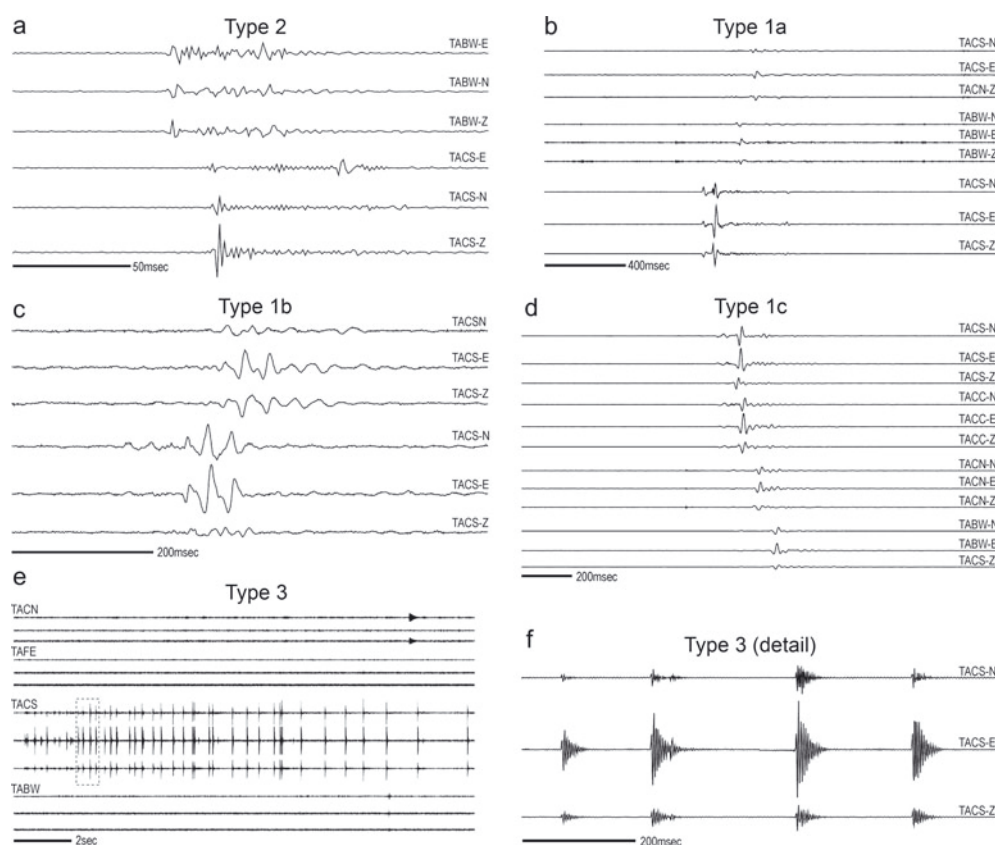 a
Type 2
TABW-E
TABW-N
TABW-Z
TACS-E
TACS-N
TACS-Z
50msec
b
Type 1a
TACS-N
TACS-E
TACN-Z
TABW-N
TABW-E
TABW-Z
TACS-N
TACS-E
TACS-Z
400msec
c
Type 1b
TACSN
TACS-E
TACS-Z
TACS-N
TACS-E
TACS-Z
200msec
d
Type 1c
TACS-N
TACS-E
TACS-Z
TACC-N
TACC-E
TACC-Z
TACN-N
TACN-E
TACN-Z
TABW-N
TABW-E
TACS-Z
200msec
e
Type 3
TACN
TAFE
TACS
TABW
2sec
f
Type 3 (detail)
TACS-N
TACS-E
TACS-Z
200msec